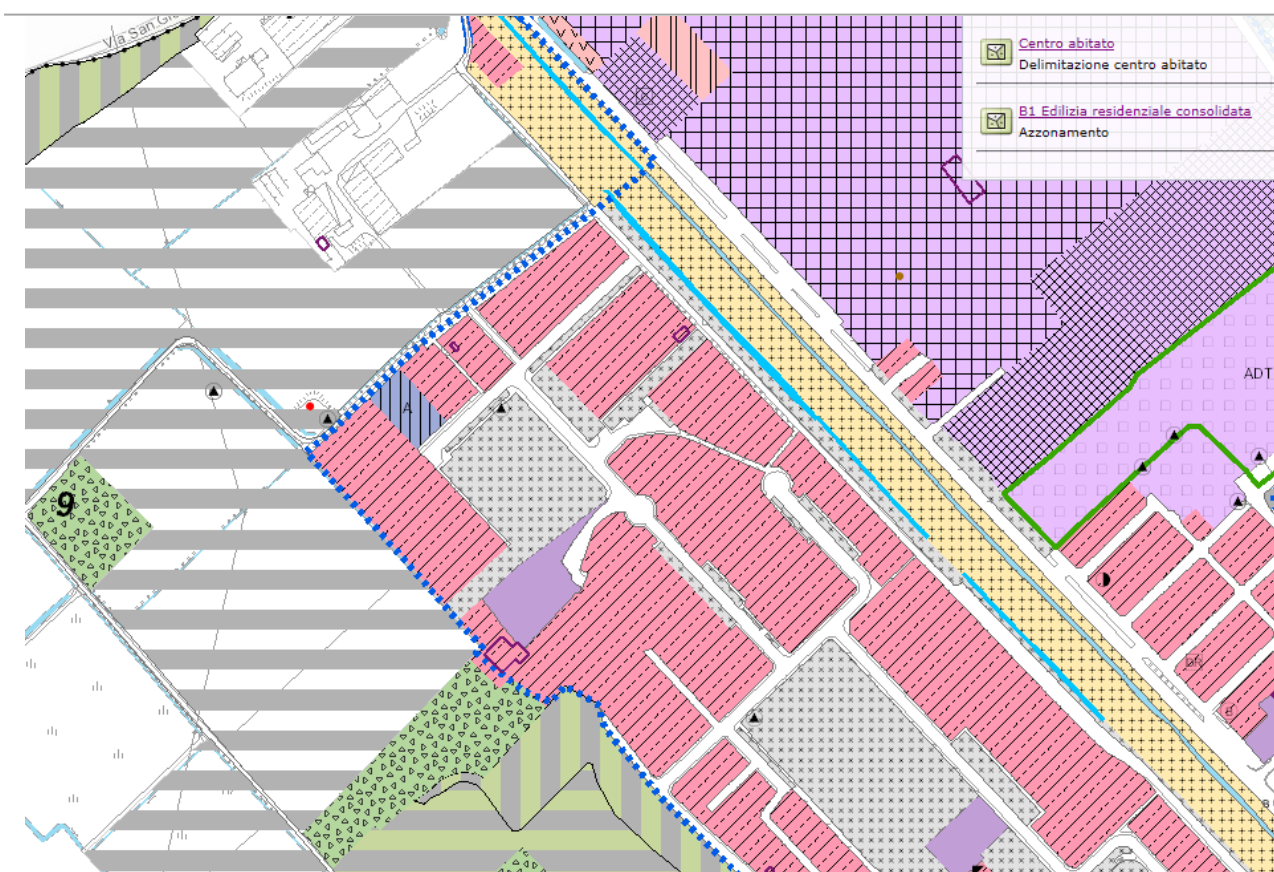 Via San Gi
Centro abitato
Delimitazione centro abitato
B1 Edilizia residenziale consolidata
Azzonamento
ADT
A
9